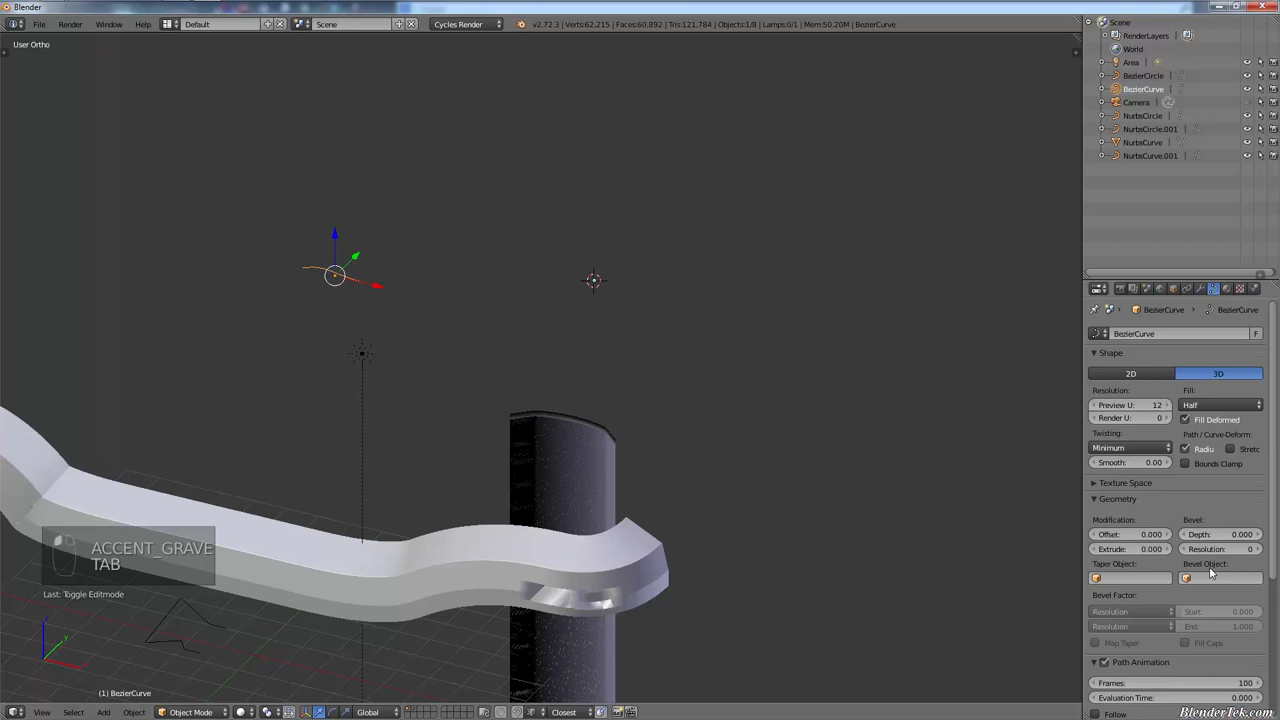 Blender
File Render Window Help Default Scene Cycles Render v2.72.3 | Verts:62,215 | Faces:60,892 | Tris:121,784 | Objects:1/8 | Lamps:0/1 | Mem:50.20M | BezierCurve
User Ortho
Scene
RenderLayers
World
Area
BezierCircle
BezierCurve
Camera
NurbsCircle
NurbsCircle.001
NurbsCurve
NurbsCurve.001
BezierCurve BezierCurve
BezierCurve F
Shape
2D 3D
Resolution: Fill:
Preview U: 12 Half
Render U: 0 Fill Deformed
Twisting: Path / Curve-Deform:
Minimum Radiu Stretc
Smooth: 0.00 Bounds Clamp
Texture Space
Geometry
Modification: Bevel:
Offset: 0.000 Depth: 0.000
Extrude: 0.000 Resolution: 0
Taper Object: Bevel Object:
Bevel Factor:
Resolution Start: 0.000
Resolution End: 1.000
Map Taper Fill Caps
Path Animation
Frames: 100
Evaluation Time: 0.000
Follow
ACCENT_GRAVE
TAB
Last: Toggle Editmode
z
y
(1) BezierCurve
View Select Add Object Object Mode Global Closest
BlenderTek.com